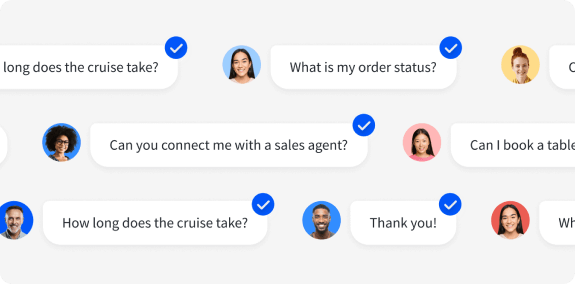 long does the cruise take?
What is my order status?
Can you connect me with a sales agent?
Can I book a table
How long does the cruise take?
Thank you!